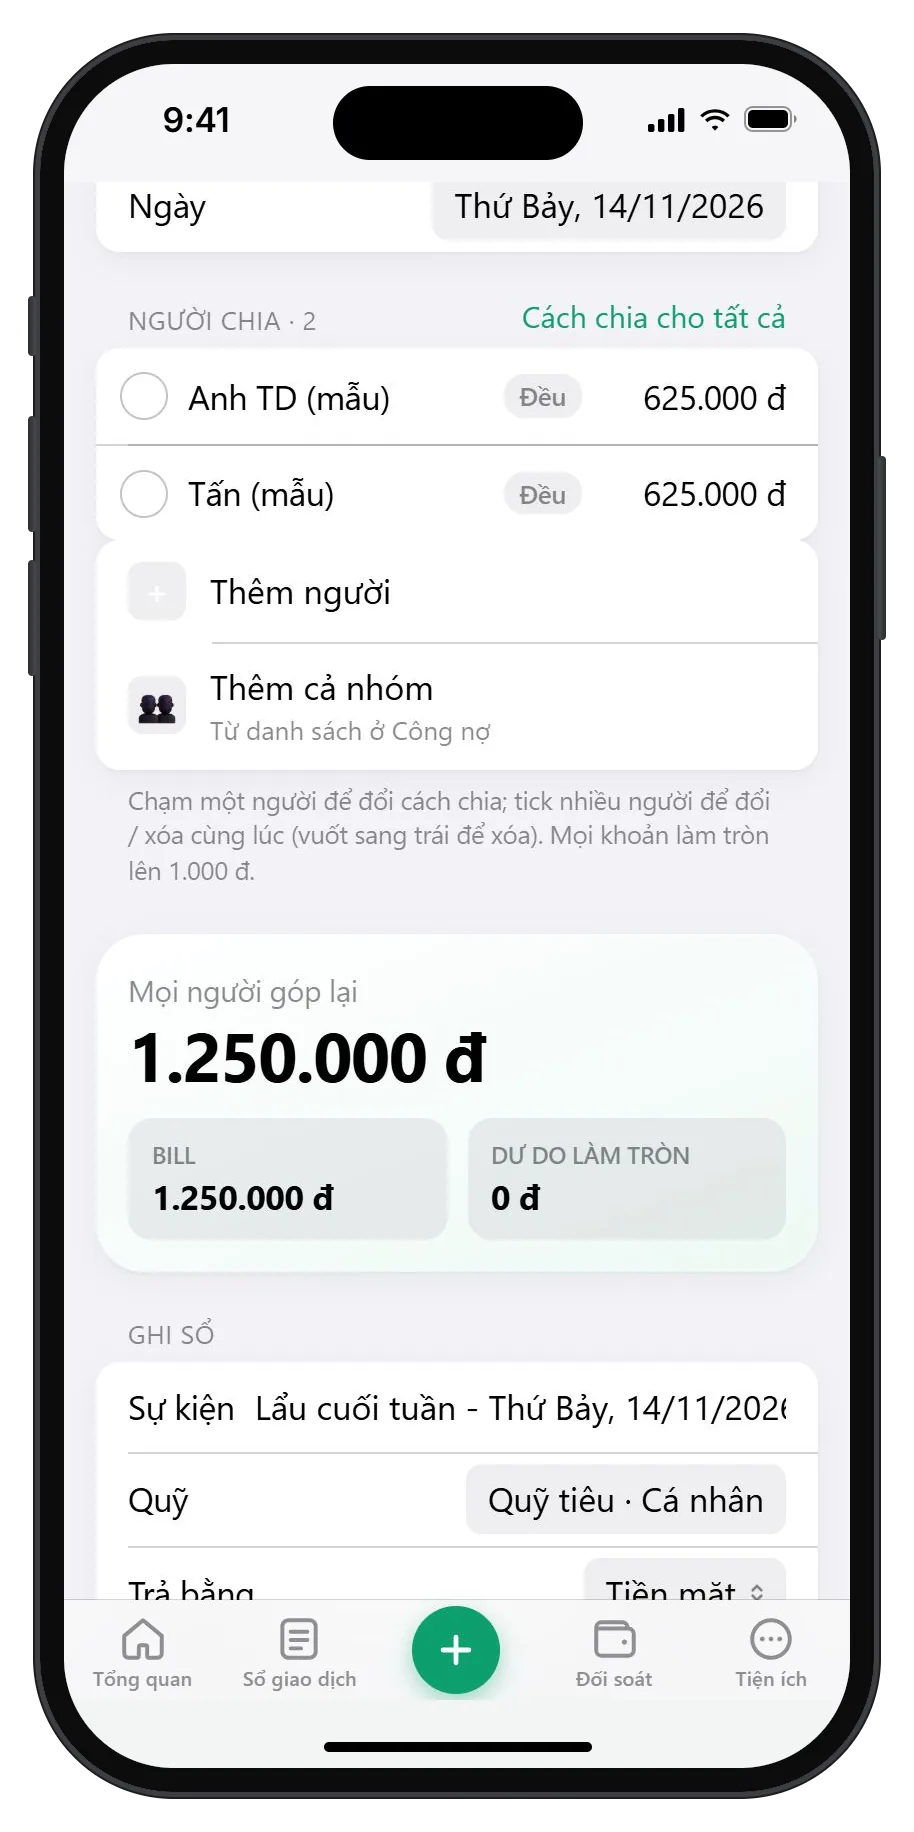 9:41
Ngày
Thứ Bảy, 14/11/2026
NGƯỜI CHIA · 2
Cách chia cho tất cả
Anh TD (mẫu)
Đều
625.000 đ
Tấn (mẫu)
Đều
625.000 đ
+
Thêm người
Thêm cả nhóm
Từ danh sách ở Công nợ
Chạm một người để đổi cách chia; tick nhiều người để đổi
/ xóa cùng lúc (vuốt sang trái để xóa). Mọi khoản làm tròn
lên 1.000 đ.
Mọi người góp lại
1.250.000 đ
BILL
1.250.000 đ
DƯ DO LÀM TRÒN
0 đ
GHI SỔ
Sự kiện Lẩu cuối tuần - Thứ Bảy, 14/11/2026
Quỹ
Quỹ tiêu · Cá nhân
Trả bằng
Tiền mặt
Tổng quan
Sổ giao dịch
+
Đối soát
Tiện ích